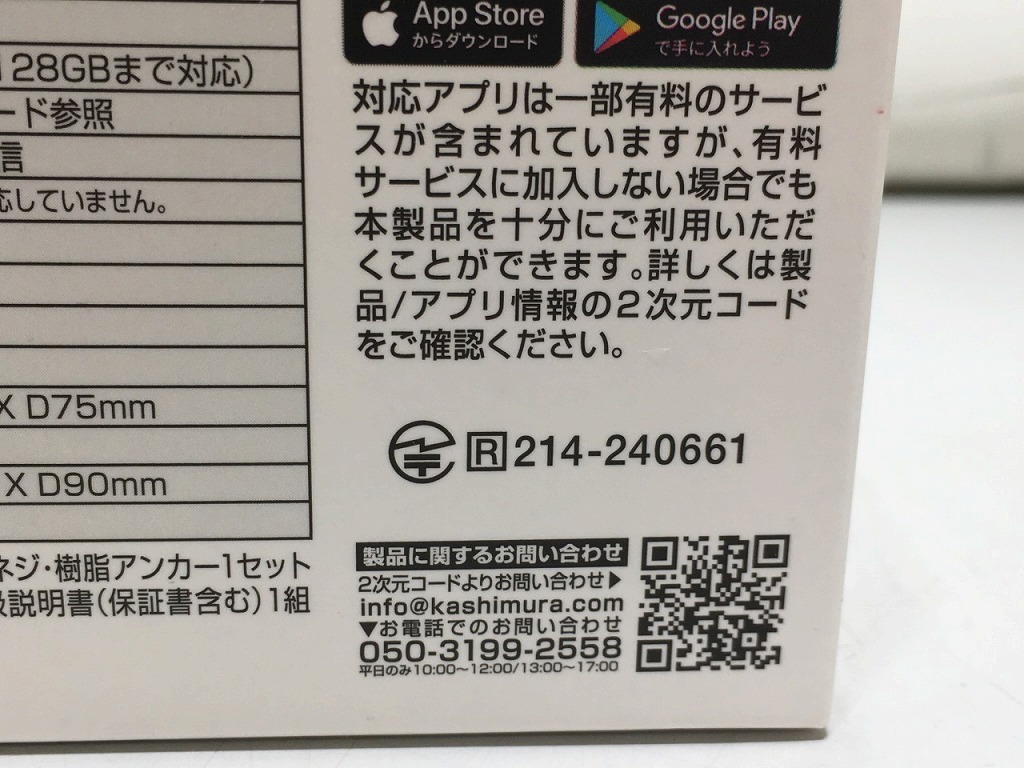 128GBまで対応)
ード参照
信
応していません。
X D75mm
X D90mm
ネジ・樹脂アンカー1セット
扱説明書(保証書含む)1組
App Store
からダウンロード
Google Play
で手に入れよう
対応アプリは一部有料のサービ
スが含まれていますが、有料
サービスに加入しない場合でも
本製品を十分にご利用いただ
くことができます。詳しくは製
品/アプリ情報の2次元コード
をご確認ください。
R 214-240661
製品に関するお問い合わせ
2次元コードよりお問い合わせ▶
info@kashimura.com
▼お電話でのお問い合わせ
050-3199-2558
平日のみ10:00~12:00/13:00~17:00